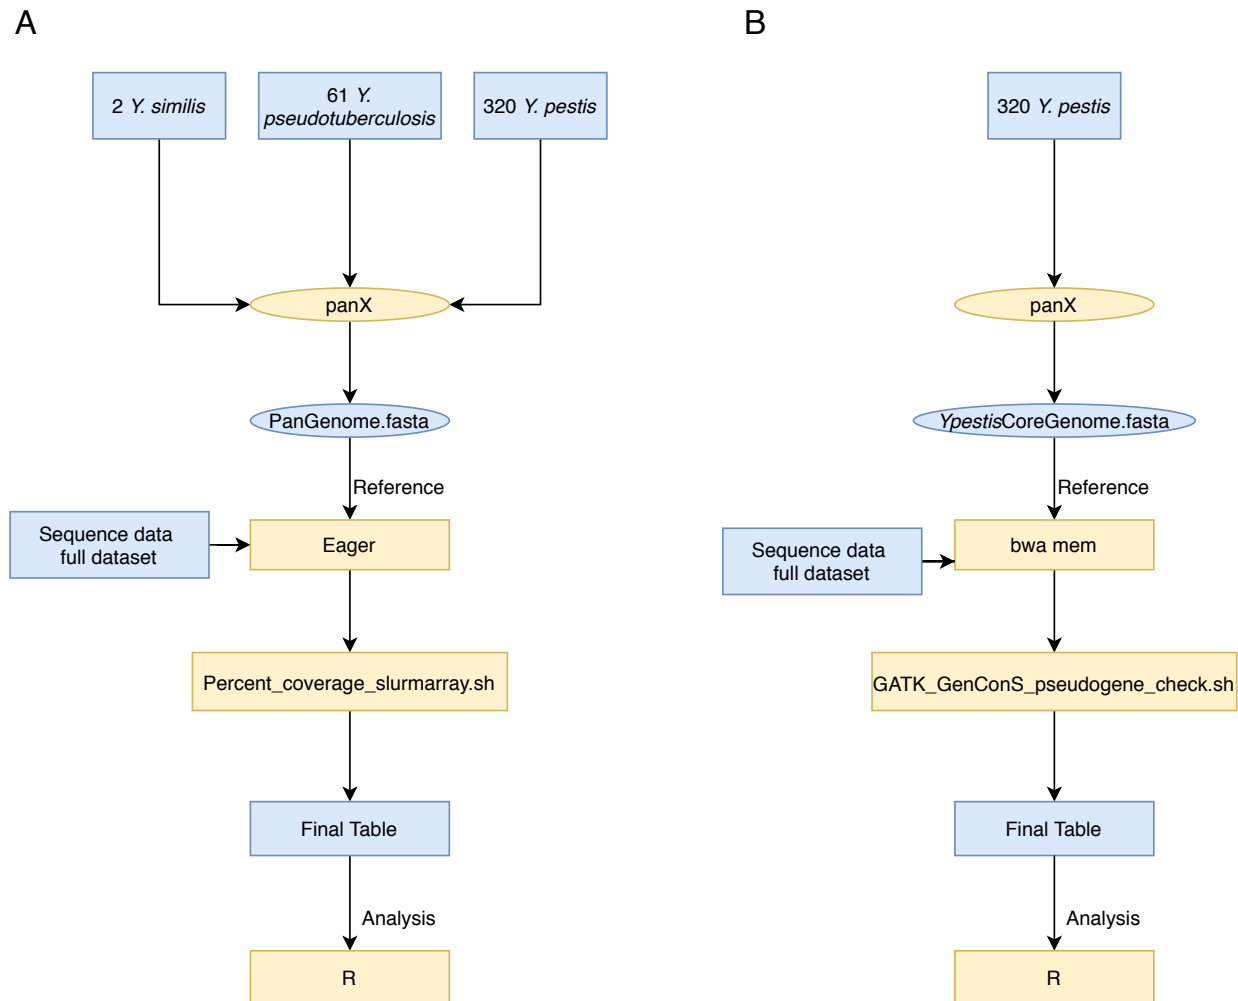 A
2 Y. similis
61 Y.
pseudotuberculosis
320 Y. pestis
panX
PanGenome.fasta
Reference
Sequence data
full dataset
Eager
Percent_coverage_slurmarray.sh
Final Table
Analysis
R
B
320 Y. pestis
panX
YpestisCoreGenome.fasta
Reference
Sequence data
full dataset
bwa mem
GATK_GenConS_pseudogene_check.sh
Final Table
Analysis
R